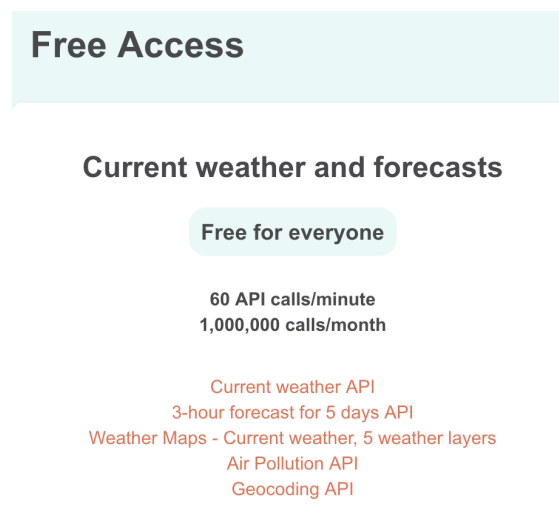 Free Access
Current weather and forecasts
Free for everyone
60 API calls/minute
1,000,000 calls/month
Current weather API
3-hour forecast for 5 days API
Weather Maps - Current weather, 5 weather layers
Air Pollution API
Geocoding API